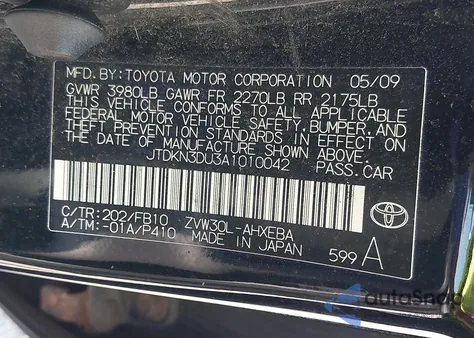 MFD.BY:TOYOTA MOTOR CORPORATION 05/09
GVWR 3980LB GAWR FR 2270LB RR 2175LB
THIS VEHICLE CONFORMS TO ALL APPLICABLE
FEDERAL MOTOR VEHICLE SAFETY,BUMPER,AND
THEFT PREVENTION STANDARDS IN EFFECT ON
THE DATE OF MANUFACTURE SHOWN ABOVE.
JTDKN3DU3A1010042 PASS.CAR
C/TR:202/FB10 ZVW30L-AHXEBA
A/TM:-01A/P410 MADE IN JAPAN
TOYOTA
599 A
autoSnap